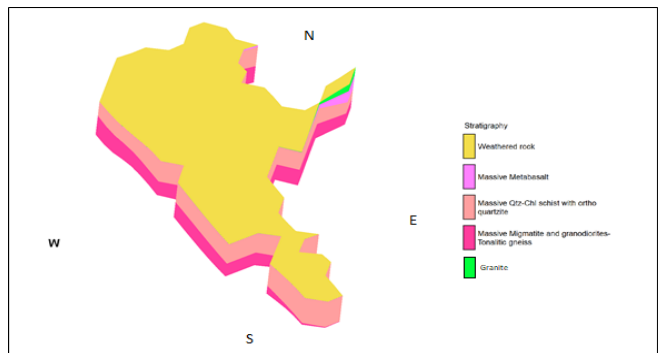 N
Stratigraphy
Weathered rock
Massive Metabasalt
Massive Qtz-Chl schist with ortho
quartzite
E
Massive Migmatite and granodiorites-
Tonalitic gneiss
W
Granite
S